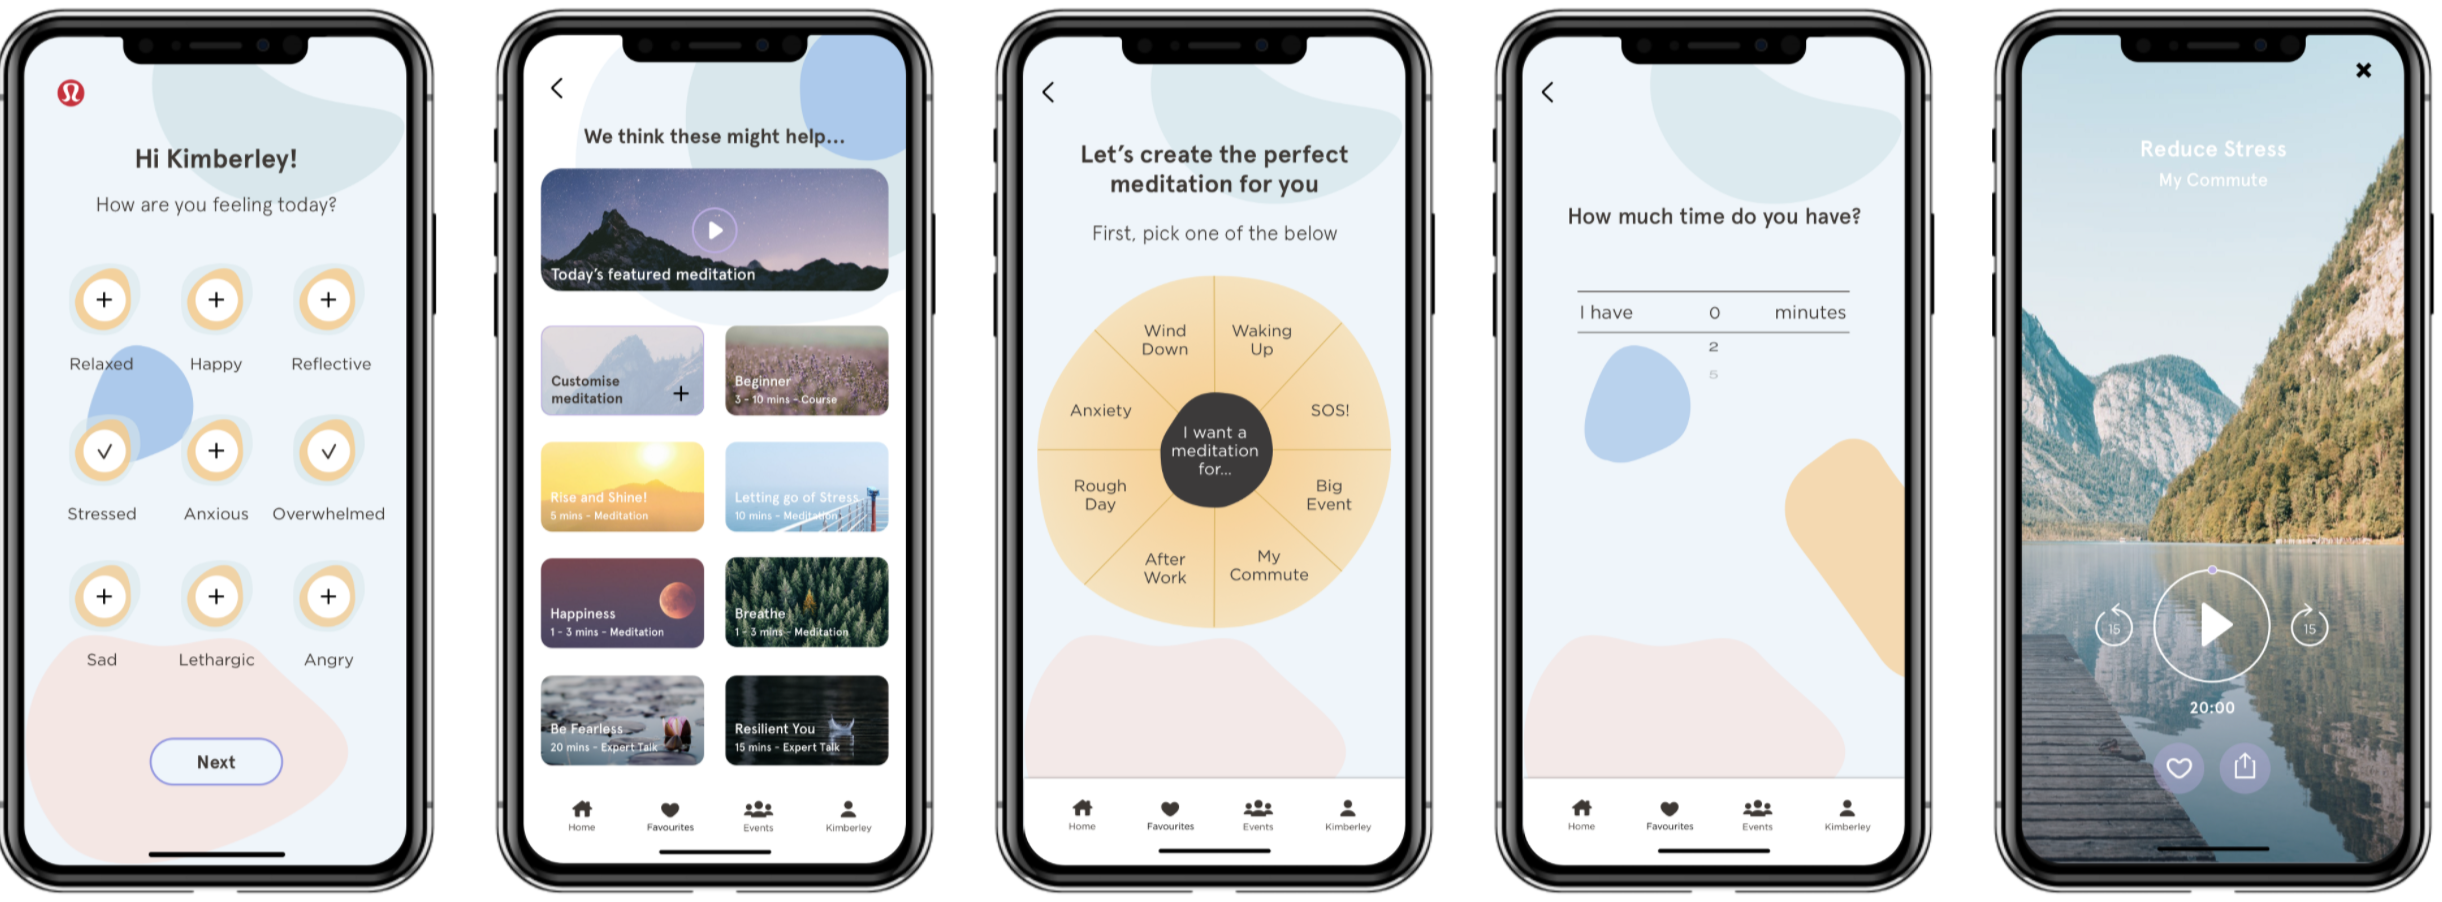 Hi Kimberley!
How are you feeling today?
Relaxed
Happy
Reflective
Stressed
Anxious
Overwhelmed
Sad
Lethargic
Angry
Next
We think these might help...
Today's featured meditation
Customise
meditation
Beginner
3 - 10 mins - Course
Rise and Shine!
5 mins - Meditation
Letting go of Stress
10 mins - Meditation
Happiness
1 - 3 mins - Meditation
Breathe
1 - 3 mins - Meditation
Be Fearless
20 mins - Expert Talk
Resilient You
15 mins - Expert Talk
Home
Favourites
Events
Kimberley
Let's create the perfect
meditation for you
First, pick one of the below
Wind
Down
Waking
Up
Anxiety
SOS!
I want a
meditation
for...
Rough
Day
Big
Event
After
Work
My
Commute
Home
Favourites
Events
Kimberley
How much time do you have?
I have 0 minutes
2
5
Home
Favourites
Events
Kimberley
Reduce Stress
My Commute
15
15
20:00